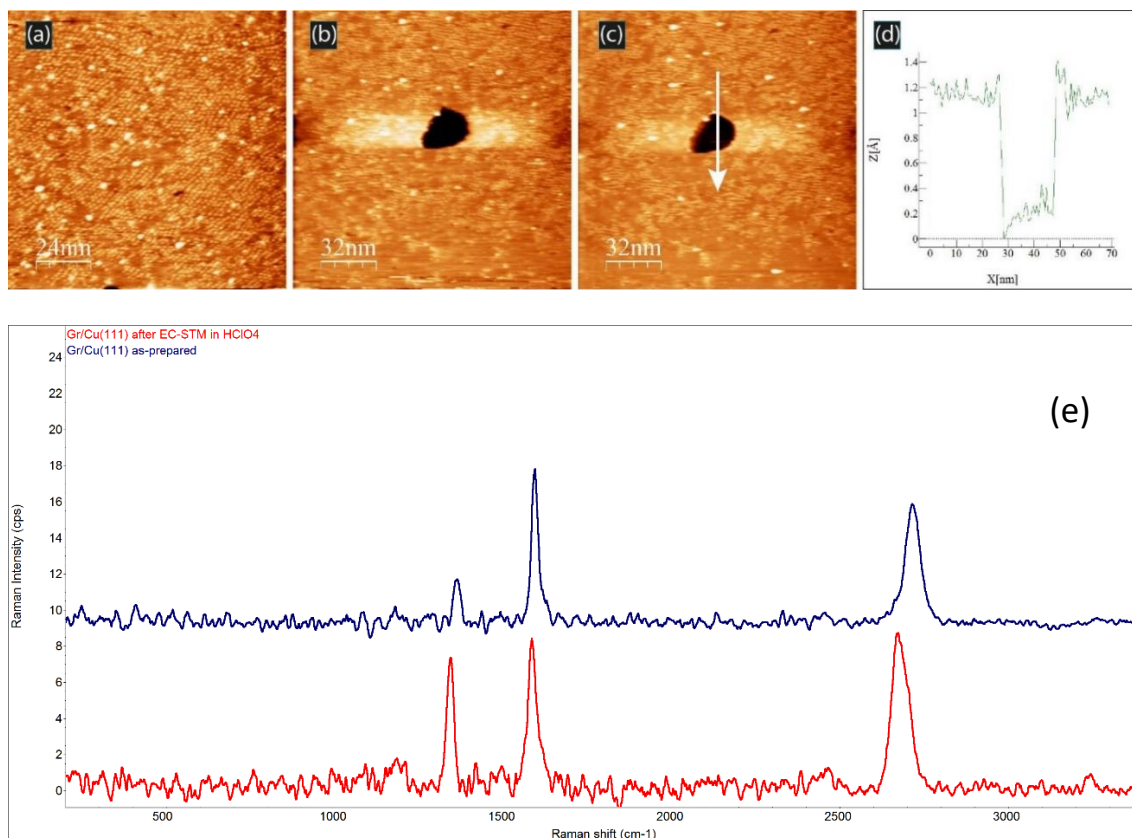 (a)
24nm
(b)
32nm
(c)
32nm
(d)
1.4
1.2
1.0
0.8
0.6
0.4
0.2
0
Z[Å]
0 10 20 30 40 50 60 70
X[nm]
Gr/Cu(111) after EC-STM in HClO4
Gr/Cu(111) as-prepared
(e)
24
22
20
18
16
14
12
10
8
6
4
2
0
Raman Intensity (cps)
500 1000 1500 2000 2500 3000
Raman shift (cm-1)